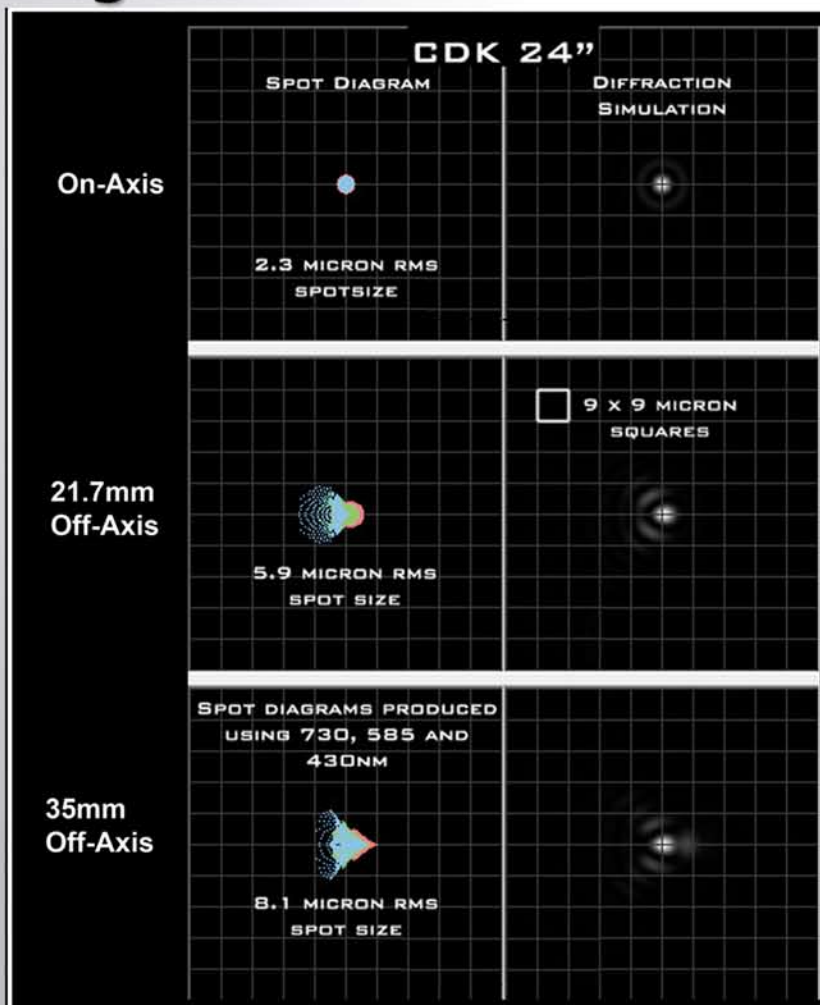 CDK 24”
SPOT DIAGRAM
DIFFRACTION
SIMULATION
On-Axis
2.3 MICRON RMS
SPOTSIZE
9 X 9 MICRON
SQUARES
21.7mm
Off-Axis
5.9 MICRON RMS
SPOT SIZE
SPOT DIAGRAMS PRODUCED
USING 730, 585 AND
430NM
35mm
Off-Axis
8.1 MICRON RMS
SPOT SIZE